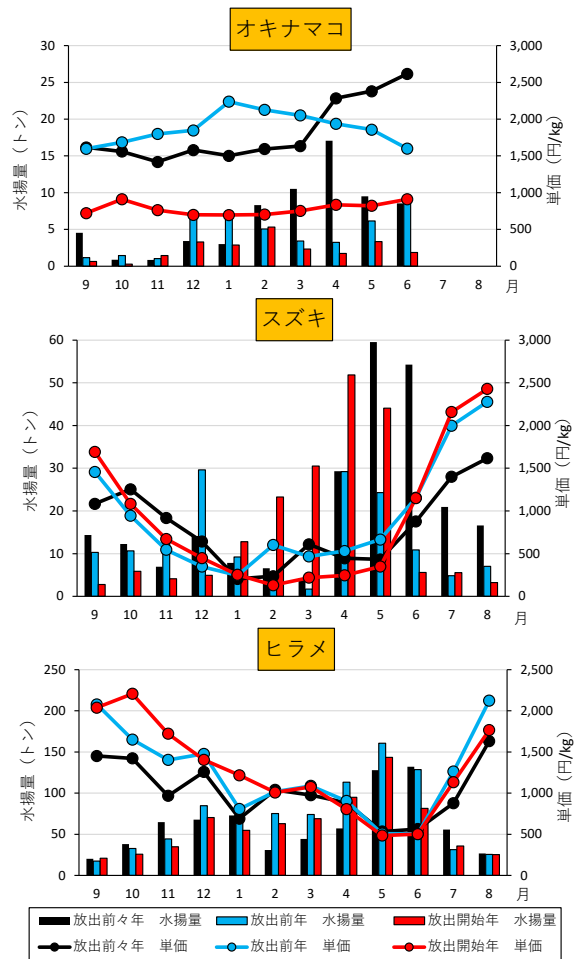 オキナマコ
水揚量（トン）
30
25
20
15
10
5
0
単価（円/kg）
3,000
2,500
2,000
1,500
1,000
500
0
9 10 11 12 1 2 3 4 5 6 7 8 月
スズキ
水揚量（トン）
60
50
40
30
20
10
0
単価（円/kg）
3,000
2,500
2,000
1,500
1,000
500
0
9 10 11 12 1 2 3 4 5 6 7 8 月
ヒラメ
水揚量（トン）
250
200
150
100
50
0
単価（円/kg）
2,500
2,000
1,500
1,000
500
0
9 10 11 12 1 2 3 4 5 6 7 8 月
放出前々年　水揚量 放出前年　水揚量 放出開始年　水揚量
放出前々年　単価 放出前年　単価 放出開始年　単価